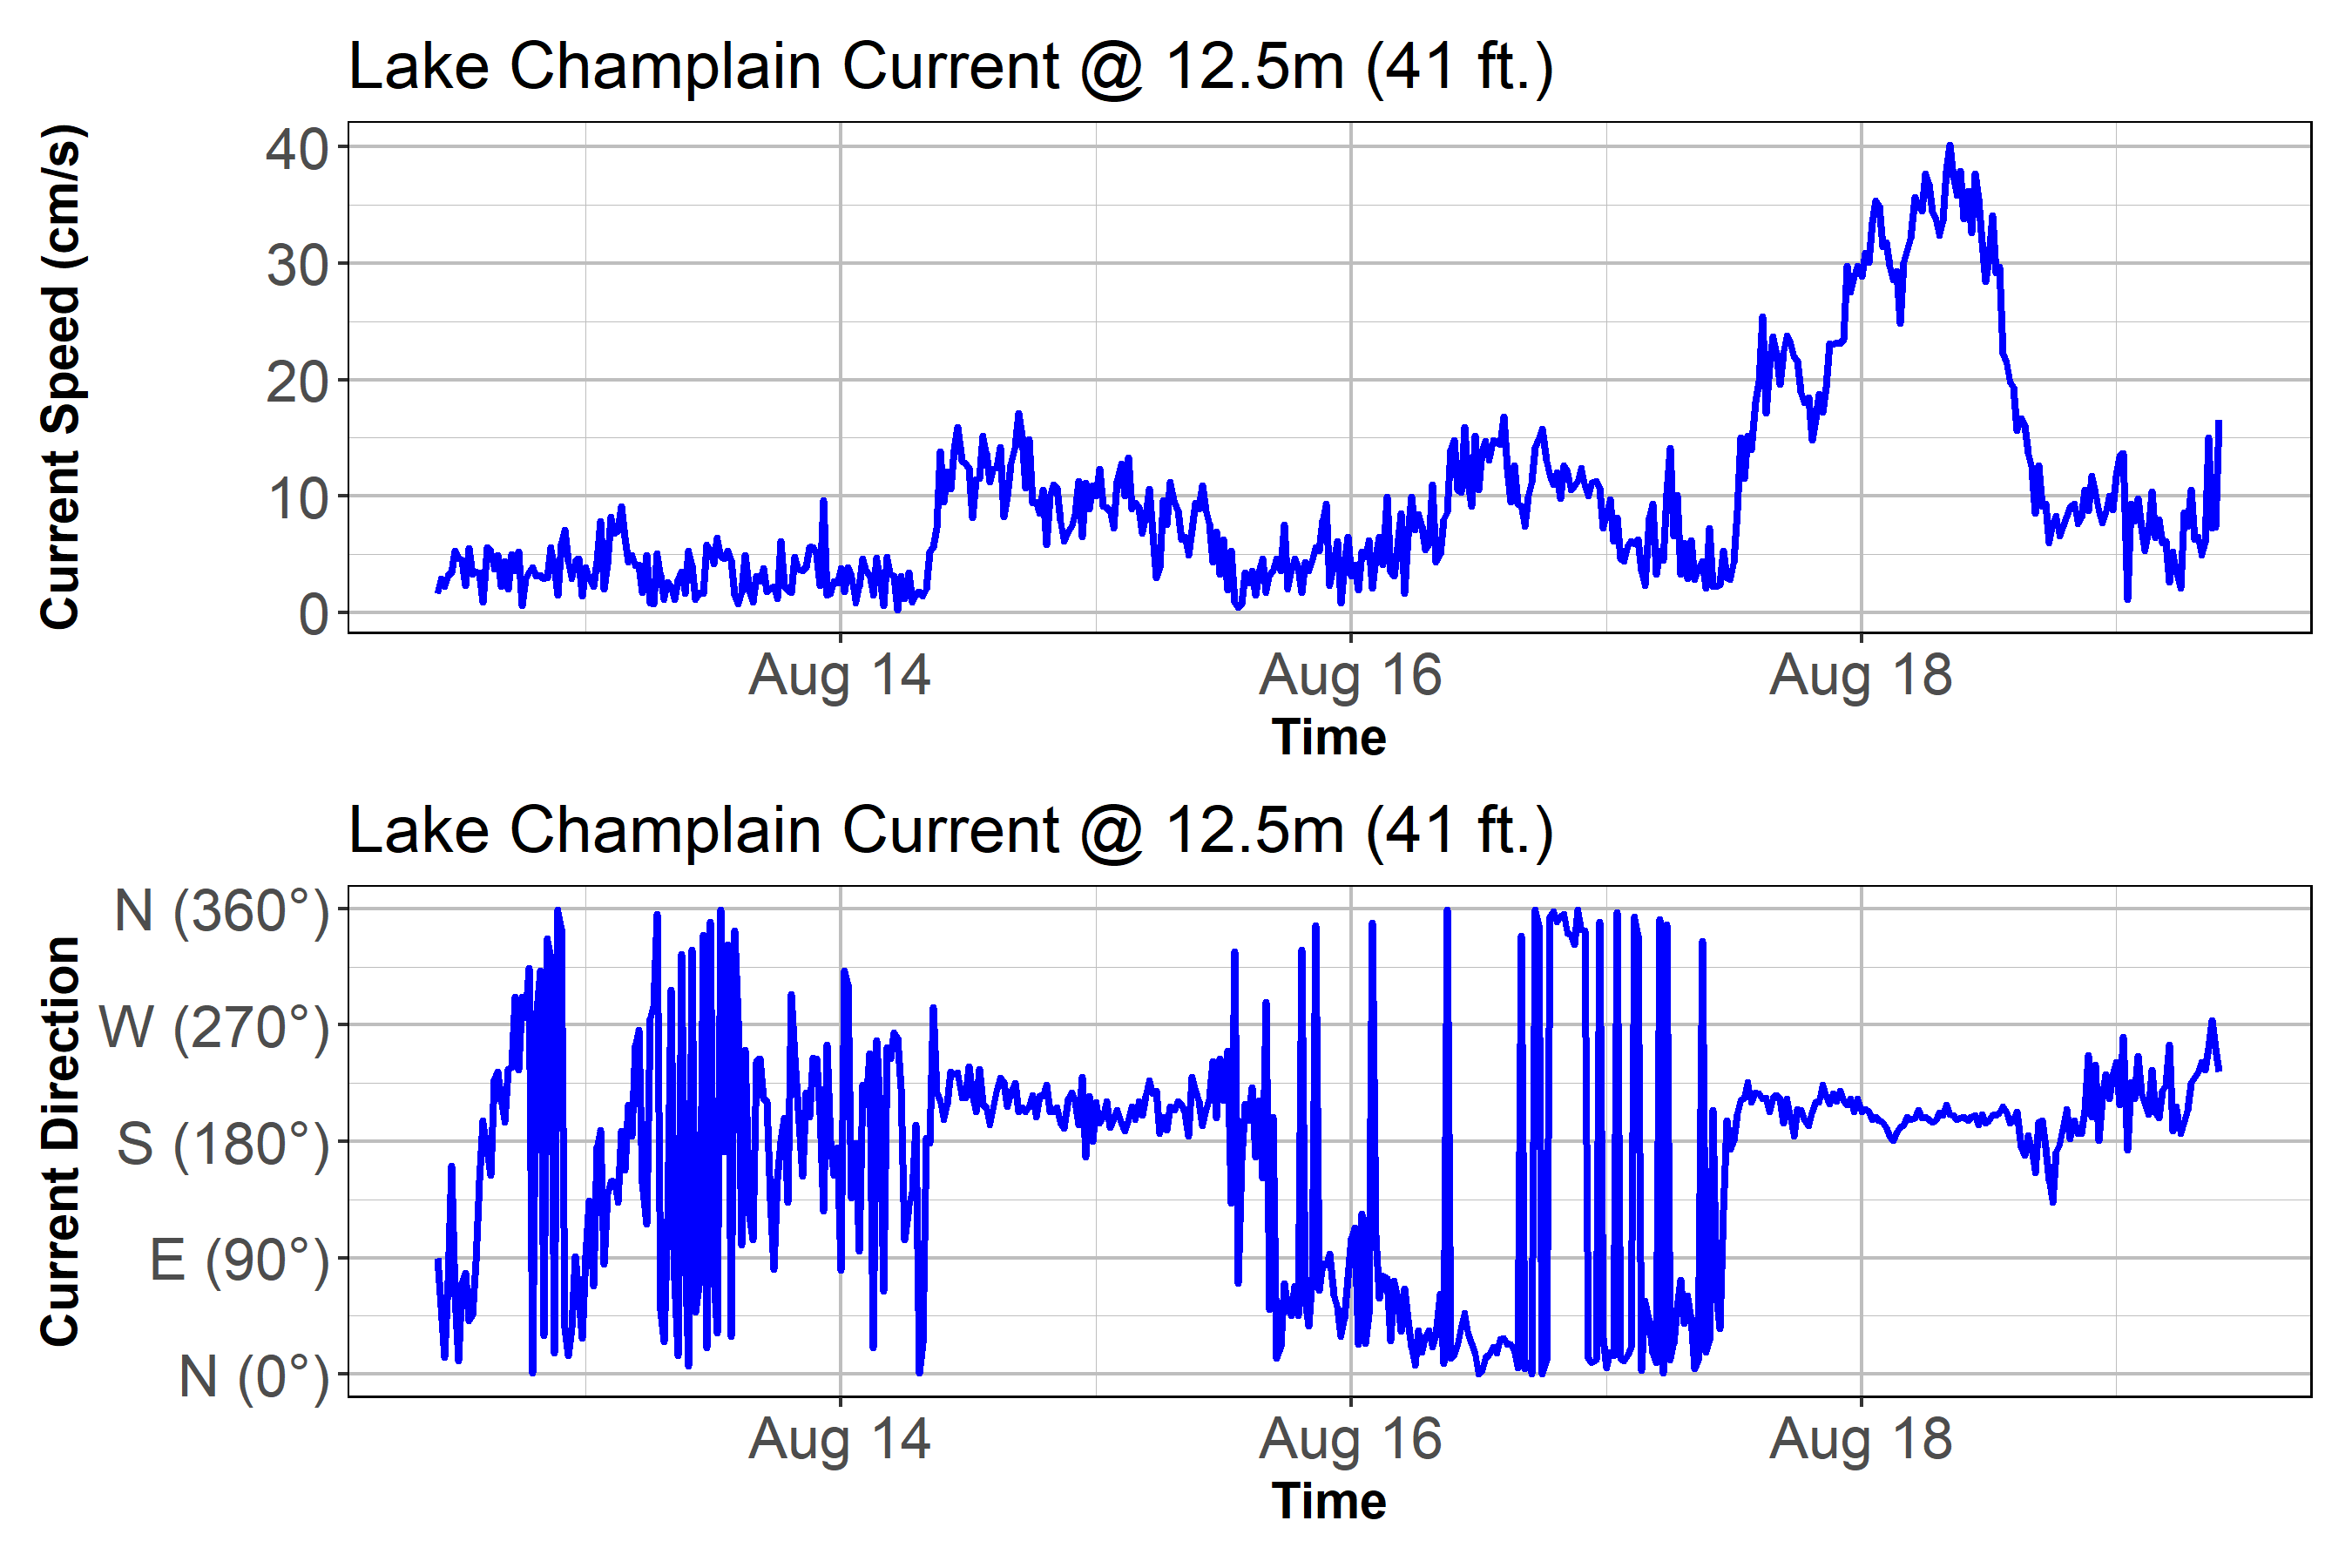 Lake Champlain Current @ 12.5m (41 ft.)
Current Speed (cm/s)
40
30
20
10
0
Aug 14 Aug 16 Aug 18
Time
Lake Champlain Current @ 12.5m (41 ft.)
Current Direction
N (360°)
W (270°)
S (180°)
E (90°)
N (0°)
Aug 14 Aug 16 Aug 18
Time